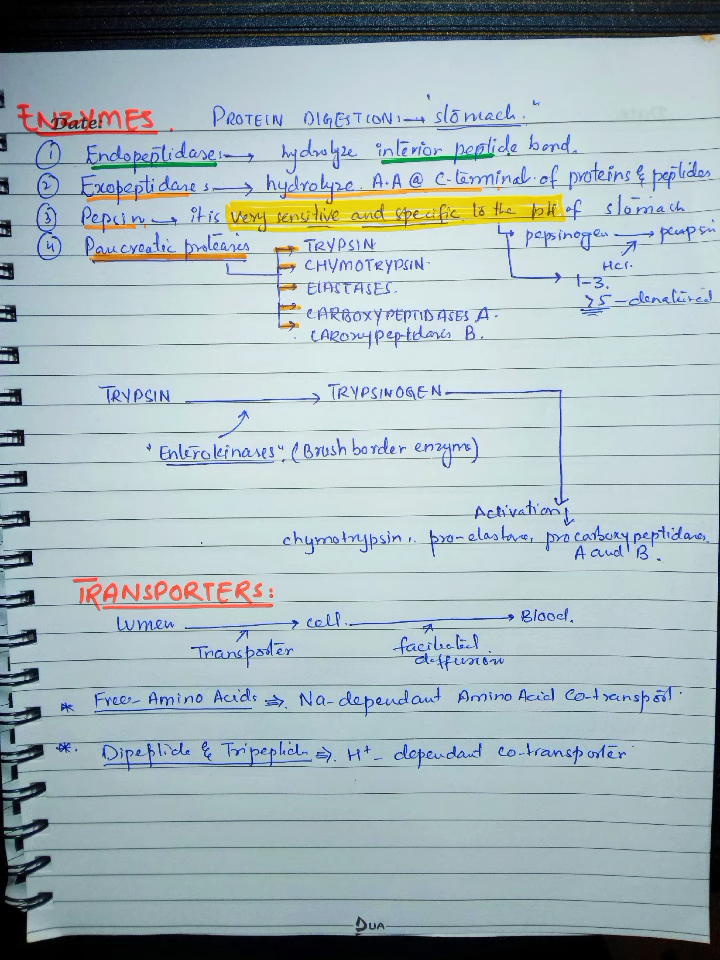 ENZYMES.
Date:
PROTEIN DIGESTION:→ "stomach."
① Endopeptidases → hydrolyze interior peptide bond.
② Exopeptidases → hydrolyze A.A @ C-terminal of proteins & peptides
③ Pepsin → it is very sensitive and specific to the pH of stomach
→ pepsinogen → pepsin
HCl.
→ 1-3.
>5 - denatured
④ Pancreatic proteases
→ TRYPSIN
→ CHYMOTRYPSIN.
→ ELASTASES.
→ CARBOXYPEPTIDASES A.
→ CARoxypeptidases B.
TRYPSIN → TRYPSINOGEN
"Enterokinases". (Brush border enzyms)
Activation
chymotrypsin, pro-elastase, procarboxypeptidases
A and B.
TRANSPORTERS:
Lumen → cell → Blood.
Transporter
facilitated
diffusion
* Free Amino Acids ⇒ Na-dependant Amino Acid Co-transport.
*. Dipeptide & Tripeptide ⇒ H+ - dependant co-transporter
DUA